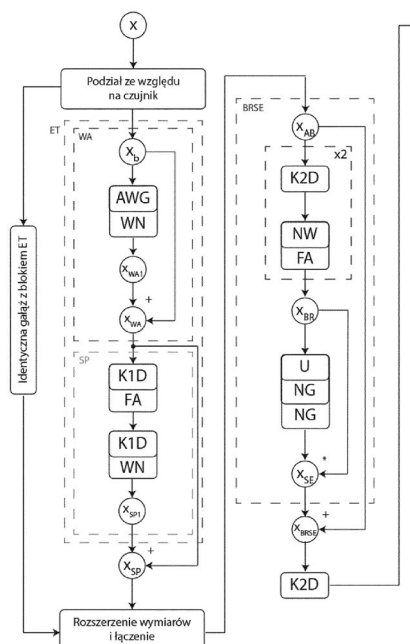 x
Podział ze względu
na czujnik
ET
WA
x_b
AWG
WN
x_WA1
+
x_WA
Identyczna gałąź z blokiem ET
SP
K1D
FA
K1D
WN
x_SP1
+
x_SP
Rozszerzenie wymiarów
i łączenie
BRSE
x_AB
x2
K2D
NW
FA
x_BR
U
NG
NG
*
x_SE
+
x_BRSE
K2D